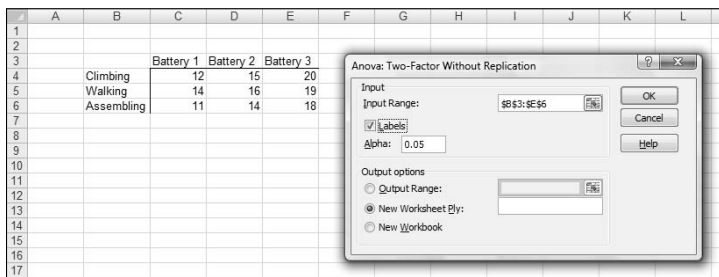 A B C D E F G H I J K L
1
2
3 Battery 1 Battery 2 Battery 3
4 Climbing 12 15 20
5 Walking 14 16 19
6 Assembling 11 14 18
7
8
9
10
11
12
13
14
15
16
17
Anova: Two-Factor Without Replication
Input
Input Range: $B$3:$E$6
Labels
Alpha: 0.05
Output options
Output Range:
New Worksheet Ply:
New Workbook
OK
Cancel
Help